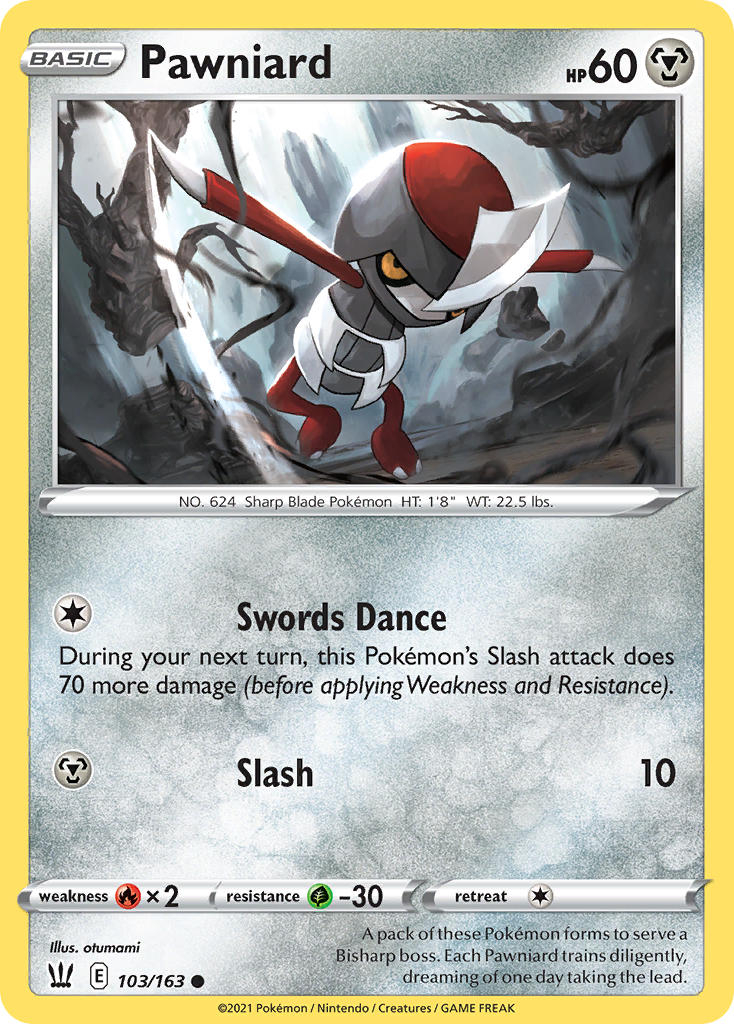 BASIC Pawniard HP60
NO. 624 Sharp Blade Pokémon HT: 1'8" WT: 22.5 lbs.
Swords Dance
During your next turn, this Pokémon's Slash attack does
70 more damage (before applying Weakness and Resistance).
Slash 10
weakness ×2 resistance -30 retreat
Illus. otumami
A pack of these Pokémon forms to serve a
Bisharp boss. Each Pawniard trains diligently,
dreaming of one day taking the lead.
E 103/163
©2021 Pokémon / Nintendo / Creatures / GAME FREAK